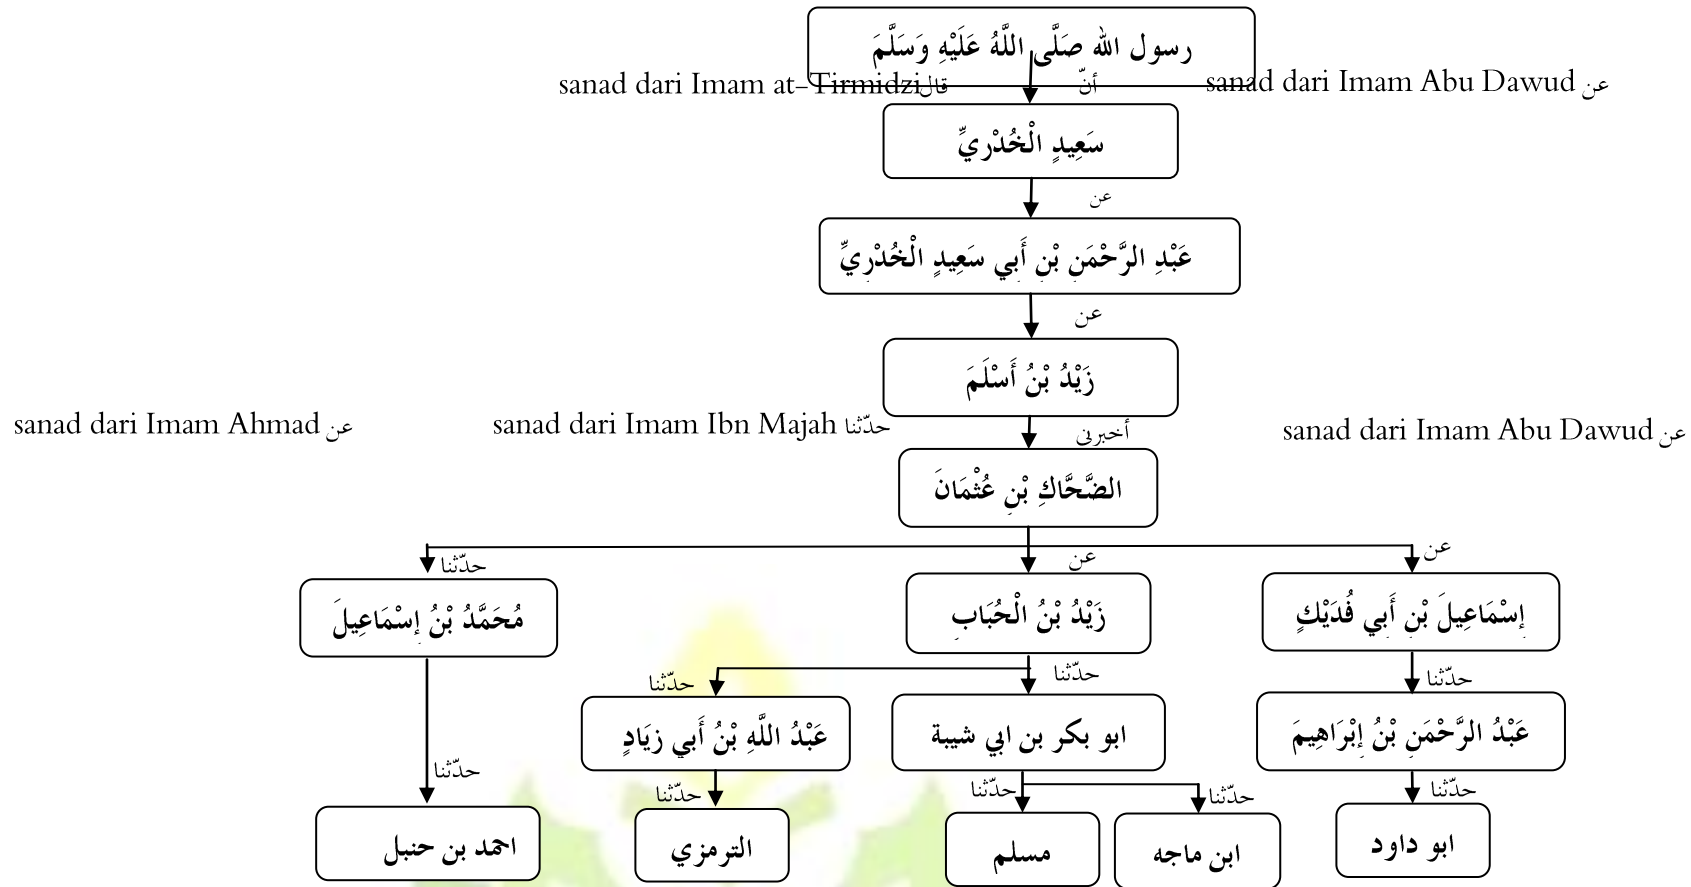 رسول الله صَلَّى اللَّهُ عَلَيْهِ وَسَلَّمَ
sanad dari Imam at-Tirmidzi قال
أنّ
sanad dari Imam Abu Dawud عن
سَعِيدٍ الْخُدْرِيِّ
عن
عَبْدِ الرَّحْمَنِ بْنِ أَبِي سَعِيدٍ الْخُدْرِيِّ
عن
زَيْدُ بْنُ أَسْلَمَ
sanad dari Imam Ahmad عن
sanad dari Imam Ibn Majah حدّثنا
أخبرنى
sanad dari Imam Abu Dawud عن
الضَّحَّاكِ بْنِ عُثْمَانَ
حدّثنا
عن
عن
مُحَمَّدُ بْنُ إِسْمَاعِيلَ
زَيْدُ بْنُ الْحُبَابِ
إِسْمَاعِيلَ بْنِ أَبِي فُدَيْكٍ
حدّثنا
حدّثنا
حدّثنا
عَبْدُ اللَّهِ بْنُ أَبِي زِيَادٍ
ابو بكر بن ابي شيبة
عَبْدُ الرَّحْمَنِ بْنُ إِبْرَاهِيمَ
حدّثنا
حدّثنا
حدّثنا
حدّثنا
حدّثنا
احمد بن حنبل
الترمزي
مسلم
ابن ماجه
ابو داود